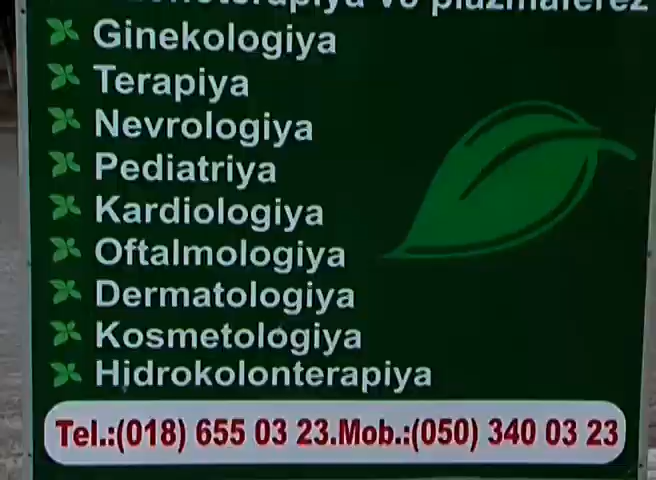 Ginekologiya
Terapiya
Nevrologiya
Pediatriya
Kardiologiya
Oftalmologiya
Dermatologiya
Kosmetologiya
Hidrokolonterapiya
Tel.:(018) 655 03 23.Mob.:(050) 340 03 23